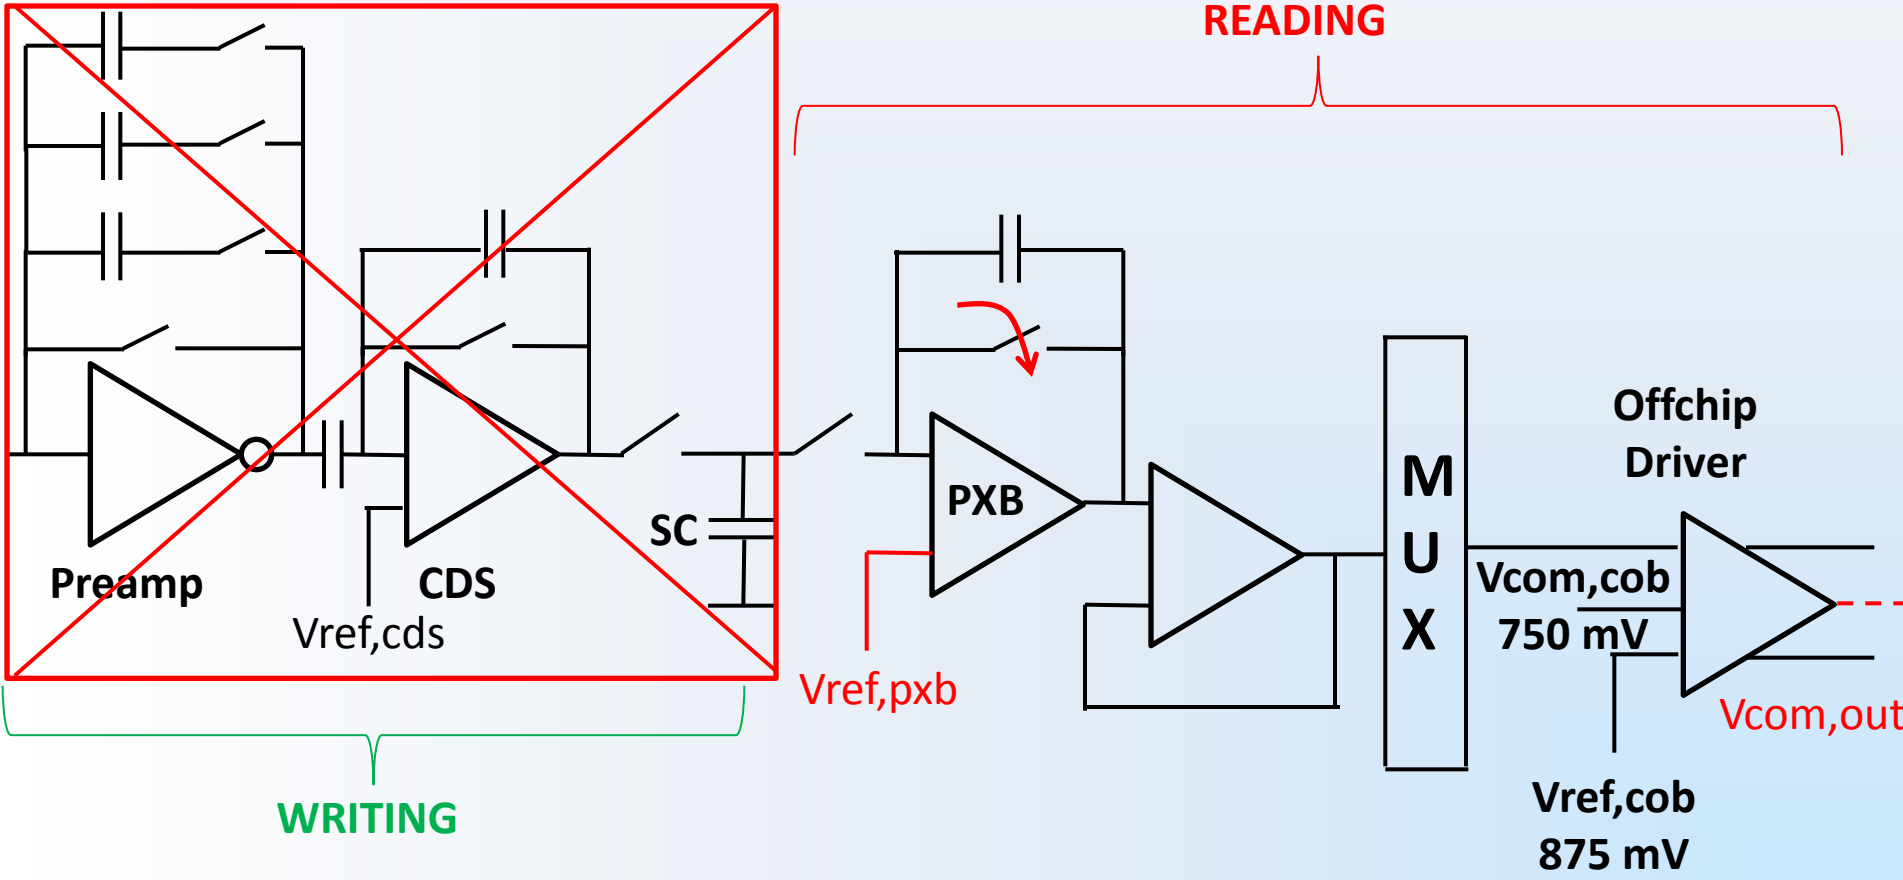 READING
Offchip
Driver
PXB
M
U
X
SC
Preamp
CDS
Vref,cds
Vcom,cob
750 mV
Vref,pxb
Vcom,out
WRITING
Vref,cob
875 mV